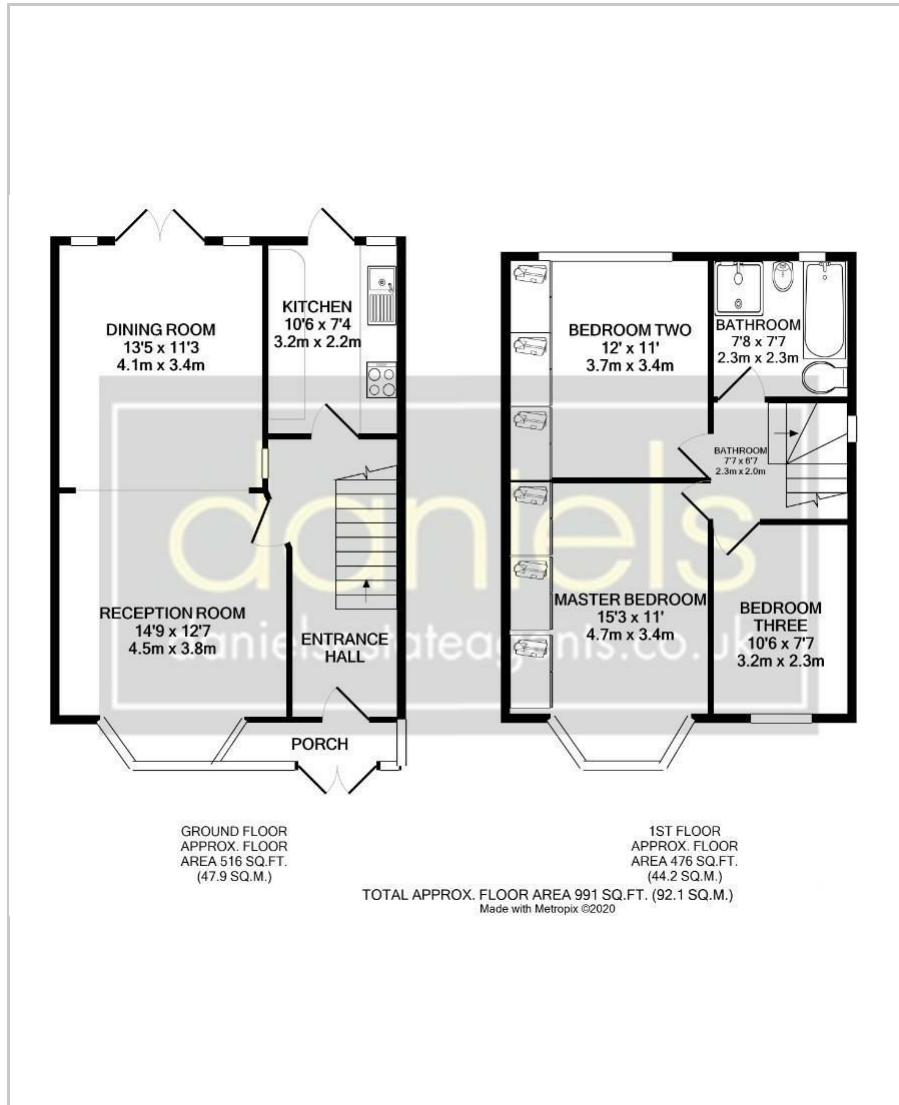 DINING ROOM
13'5 x 11'3
4.1m x 3.4m
KITCHEN
10'6 x 7'4
3.2m x 2.2m
RECEPTION ROOM
14'9 x 12'7
4.5m x 3.8m
ENTRANCE
HALL
PORCH
BEDROOM TWO
12' x 11'
3.7m x 3.4m
BATHROOM
7'8 x 7'7
2.3m x 2.3m
BATHROOM
7'7 x 6'7
2.3m x 2.0m
MASTER BEDROOM
15'3 x 11'
4.7m x 3.4m
BEDROOM
THREE
10'6 x 7'7
3.2m x 2.3m
daniels
danielsestateagents.co.uk
GROUND FLOOR
APPROX. FLOOR
AREA 516 SQ.FT.
(47.9 SQ.M.)
1ST FLOOR
APPROX. FLOOR
AREA 476 SQ.FT.
(44.2 SQ.M.)
TOTAL APPROX. FLOOR AREA 991 SQ.FT. (92.1 SQ.M.)
Made with Metropix ©2020